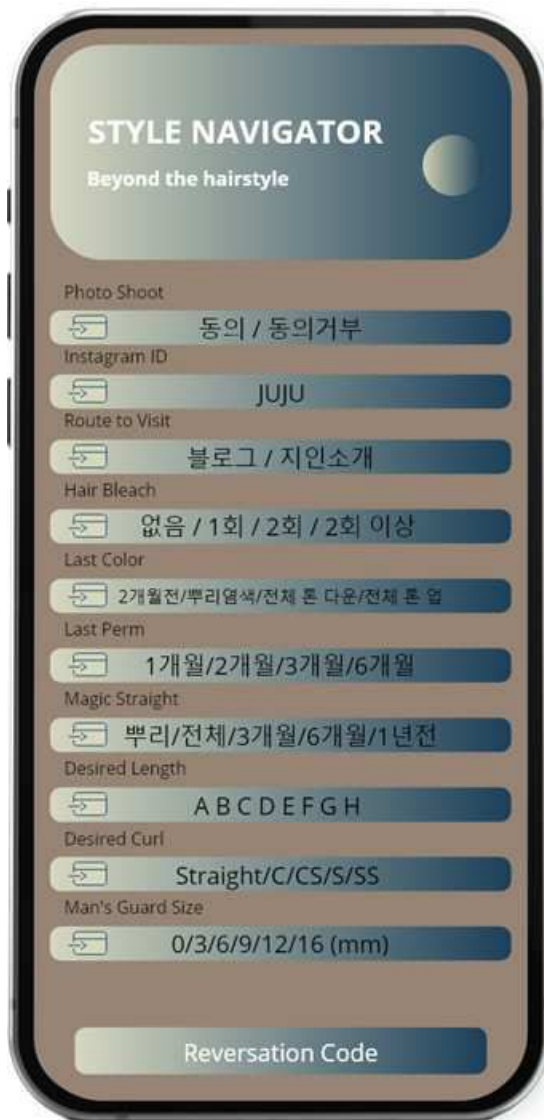 STYLE NAVIGATOR
Beyond the hairstyle
Photo Shoot
동의 / 동의거부
Instagram ID
JUJU
Route to Visit
블로그 / 지인소개
Hair Bleach
없음 / 1회 / 2회 / 2회 이상
Last Color
2개월전/뿌리염색/전체 톤 다운/전체 톤 업
Last Perm
1개월/2개월/3개월/6개월
Magic Straight
뿌리/전체/3개월/6개월/1년전
Desired Length
A B C D E F G H
Desired Curl
Straight/C/CS/S/SS
Man's Guard Size
0/3/6/9/12/16 (mm)
Reversation Code